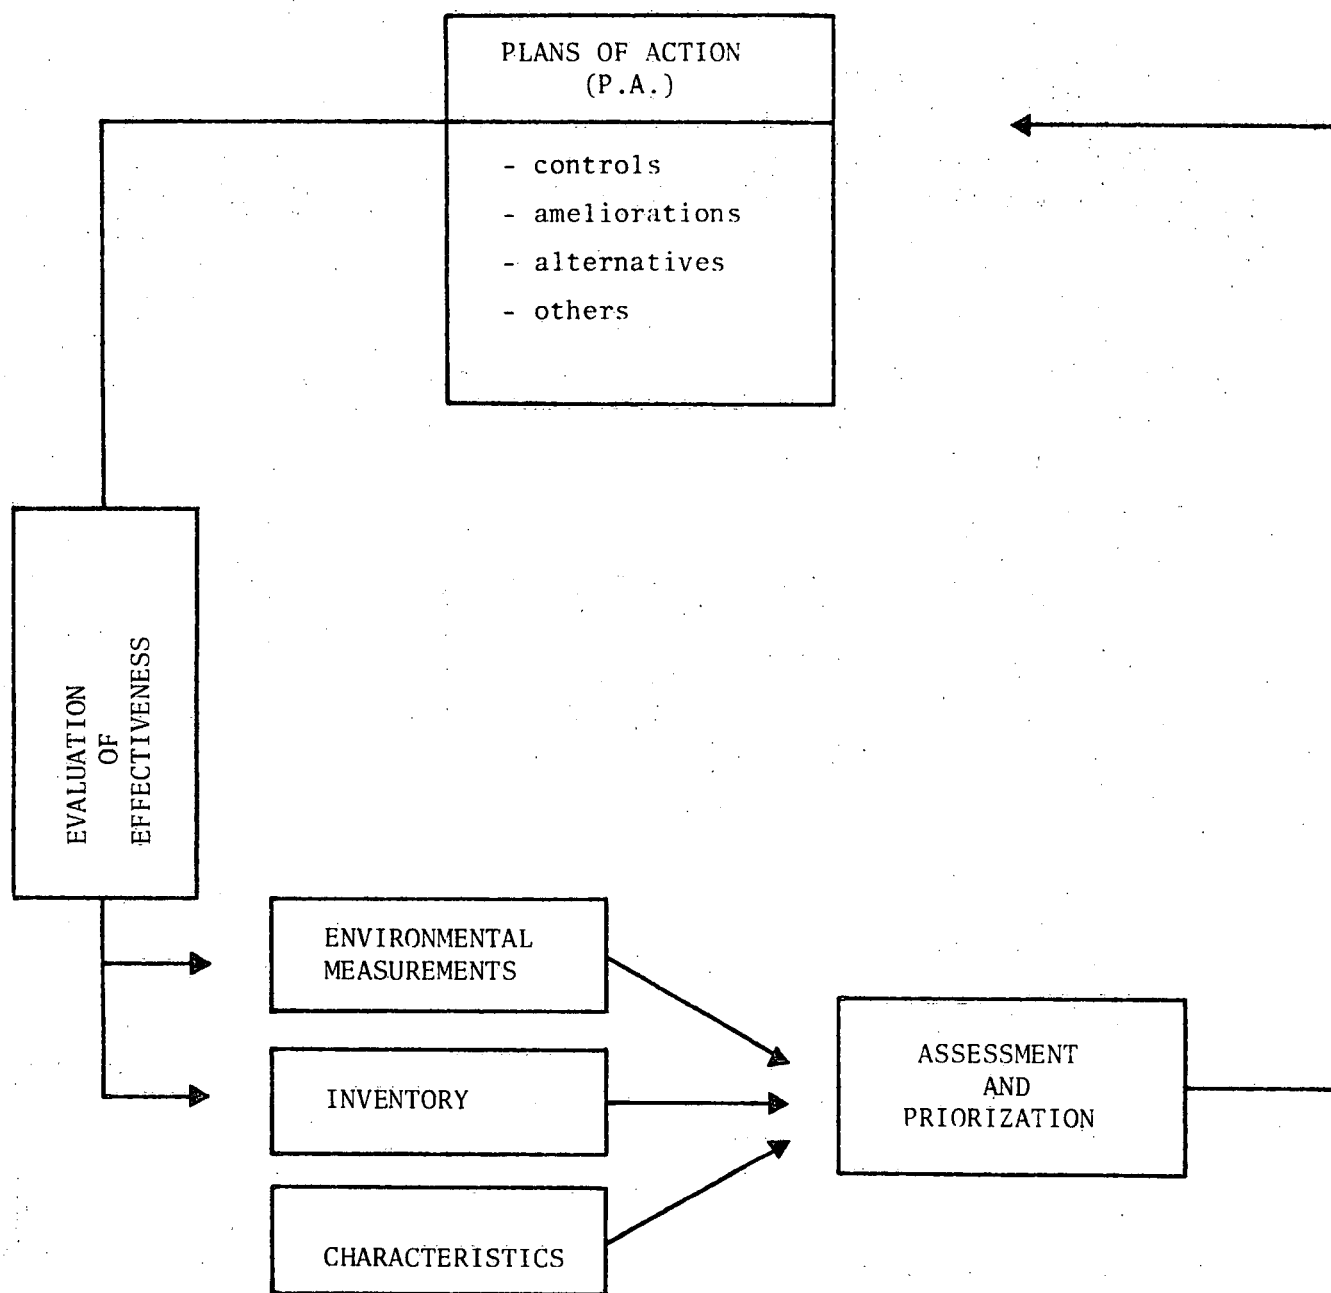 PLANS OF ACTION
(P.A.)
- controls
- ameliorations
- alternatives
- others
EVALUATION
OF
EFFECTIVENESS
ENVIRONMENTAL
MEASUREMENTS
INVENTORY
CHARACTERISTICS
ASSESSMENT
AND
PRIORIZATION